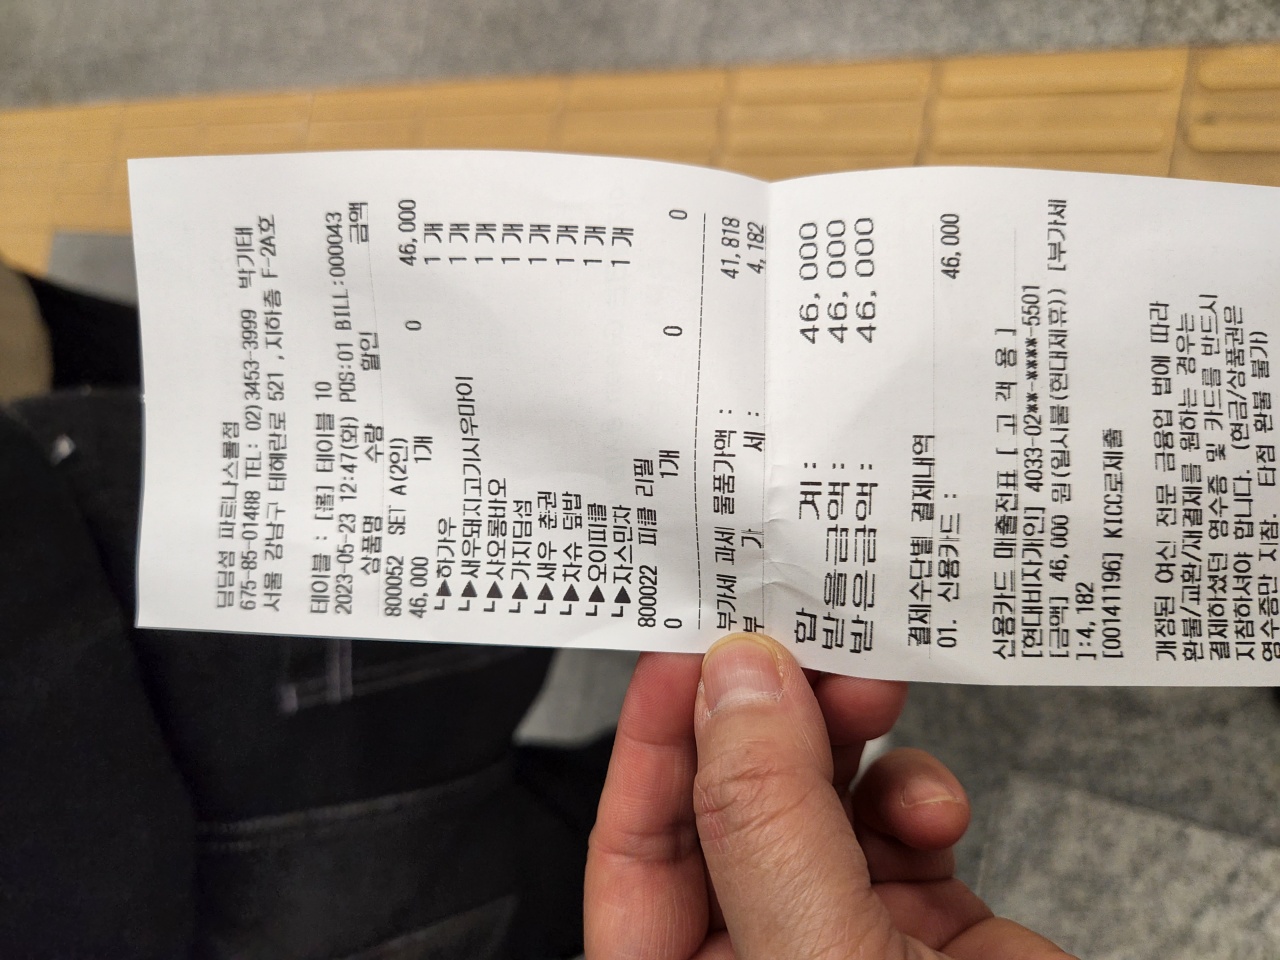 딤딤섬 파르나스몰점
675-85-01488 TEL: 02)3453-3999 박기태
서울 강남구 테헤란로 521 ,지하층 F-2A호
테이블 : [홀] 테이블 10
2023-05-23 12:47(화) POS:01 BILL:000043
상품명 수량 할인 금액
800052 SET A(2인)
46,000 1개 0 46,000
┗▶하가우 1 개
┗▶새우돼지고기시우마이 1 개
┗▶샤오롱바오 1 개
┗▶가지딤섬 1 개
┗▶새우 춘권 1 개
┗▶차슈 덮밥 1 개
┗▶오이피클 1 개
┗▶자스민차 1 개
800022 피클 리필
0 1개 0 0
부가세 과세 물품가액 : 41,818
부 가 세 : 4,182
합 계 : 46,000
받을금액 : 46,000
받은금액 : 46,000
결제수단별 결제내역
01. 신용카드 : 46,000
신용카드 매출전표 [ 고 객 용 ]
[현대비자개인] 4033-02**-****-5501
[금액] 46,000 원(일시불(현대제휴)) [부가세
]:4,182
[00141196] KICC로제출
개정된 여신 전문 금융업 법에 따라
환불/교환/재결제를 원하는 경우는
결제하셨던 영수증 및 카드를 반드시
지참하셔야 합니다. (현금/상품권은
영수증만 지참. 타점 환불 불가)